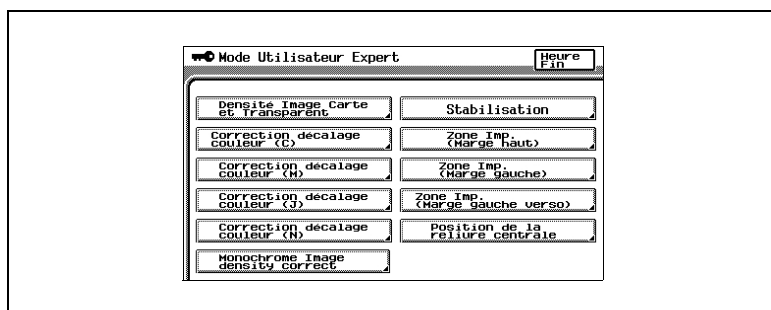 Mode Utilisateur Expert
Heure
Fin
Densité Image Carte
et Transparent
Stabilisation
Correction décalage
couleur (C)
Zone Imp.
(Marge haut)
Correction décalage
couleur (M)
Zone Imp.
(Marge gauche)
Correction décalage
couleur (J)
Zone Imp.
(Marge gauche verso)
Correction décalage
couleur (N)
Position de la
reliure centrale
Monochrome Image
density correct